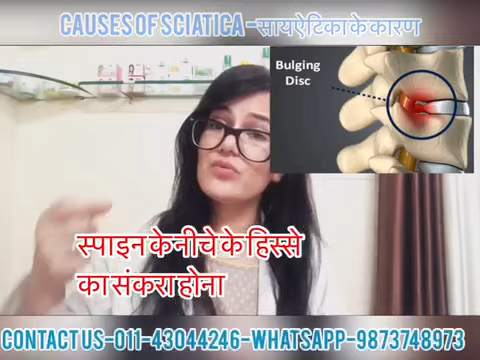 CAUSES OF SCIATICA -सायऐटिका के कारण
Bulging
Disc
स्पाइन के नीचे के हिस्से
का संकरा होना
CONTACT US-011-43044246-WHATSAPP-9873748973